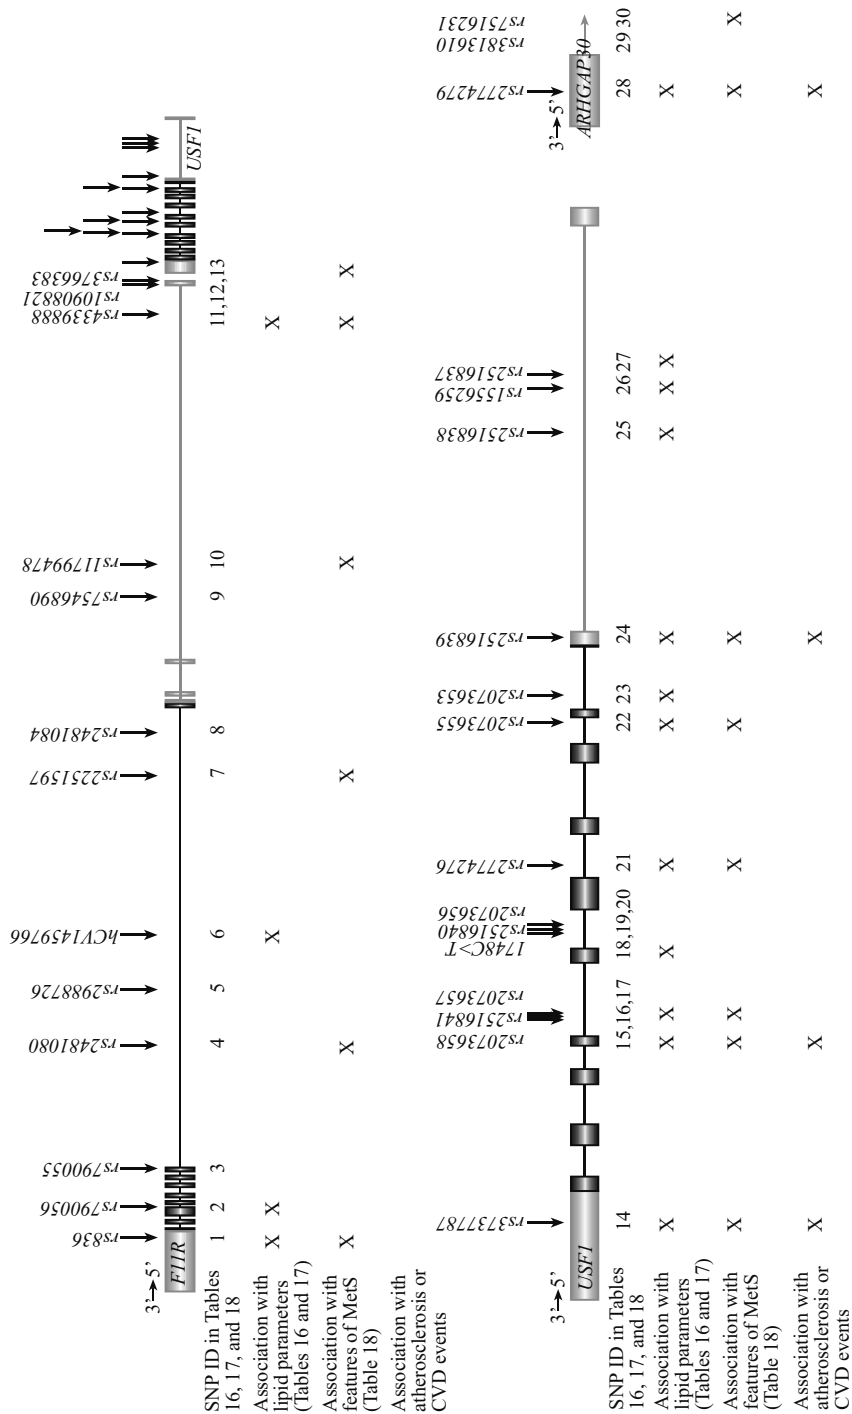 rs836
rs790056
rs790055
rs2481080
rs2988726
hCV1459766
rs2251597
rs2481084
rs7546890
rs11799478
rs4339888
rs10908821
rs3766383
3'→5'
F11R
USF1
SNP ID in Tables
16, 17, and 18
1 2 3 4 5 6 7 8 9 10 11,12,13
Association with
lipid parameters
(Tables 16 and 17)
X X X X
Association with
features of MetS
(Table 18)
X X X X X X
Association with
atherosclerosis or
CVD events
rs3737787
rs2073658
rs2516841
rs2073657
1748C>T
rs2516840
rs2073656
rs2774276
rs2073655
rs2073653
rs2516839
rs2516838
rs1556259
rs2516837
rs2774279
rs3813610
rs7516231
3'→5'
USF1
3'→5'
ARHGAP30
SNP ID in Tables
16, 17, and 18
14 15,16,17 18,19,20 21 22 23 24 25 26 27 28 29 30
Association with
lipid parameters
(Tables 16 and 17)
X X X X X X X X X X X X
Association with
features of MetS
(Table 18)
X X X X X X X X
Association with
atherosclerosis or
CVD events
X X X X